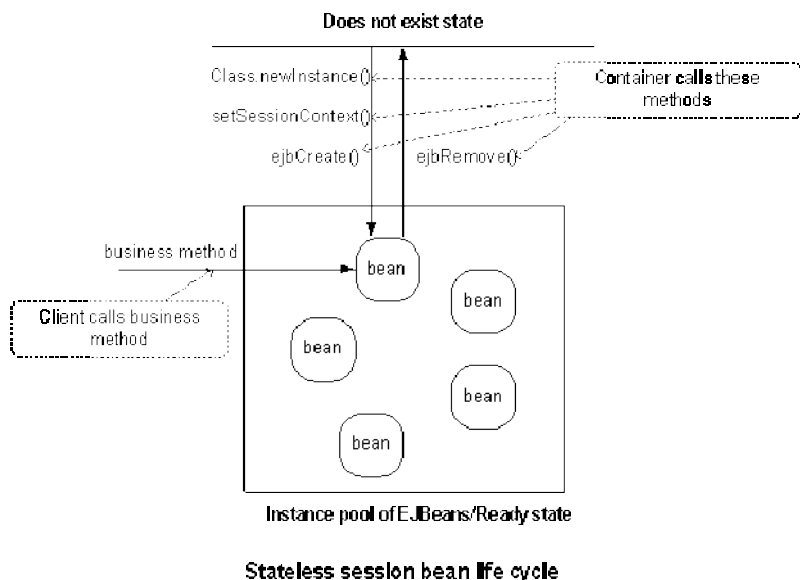 Does not exist state
Class.newInstance()
Container calls these
methods
setSessionContext()
ejbCreate()
ejbRemove()
business method
bean
bean
Client calls business
method
bean
bean
bean
Instance pool of EJBeans/Ready state
Stateless session bean life cycle